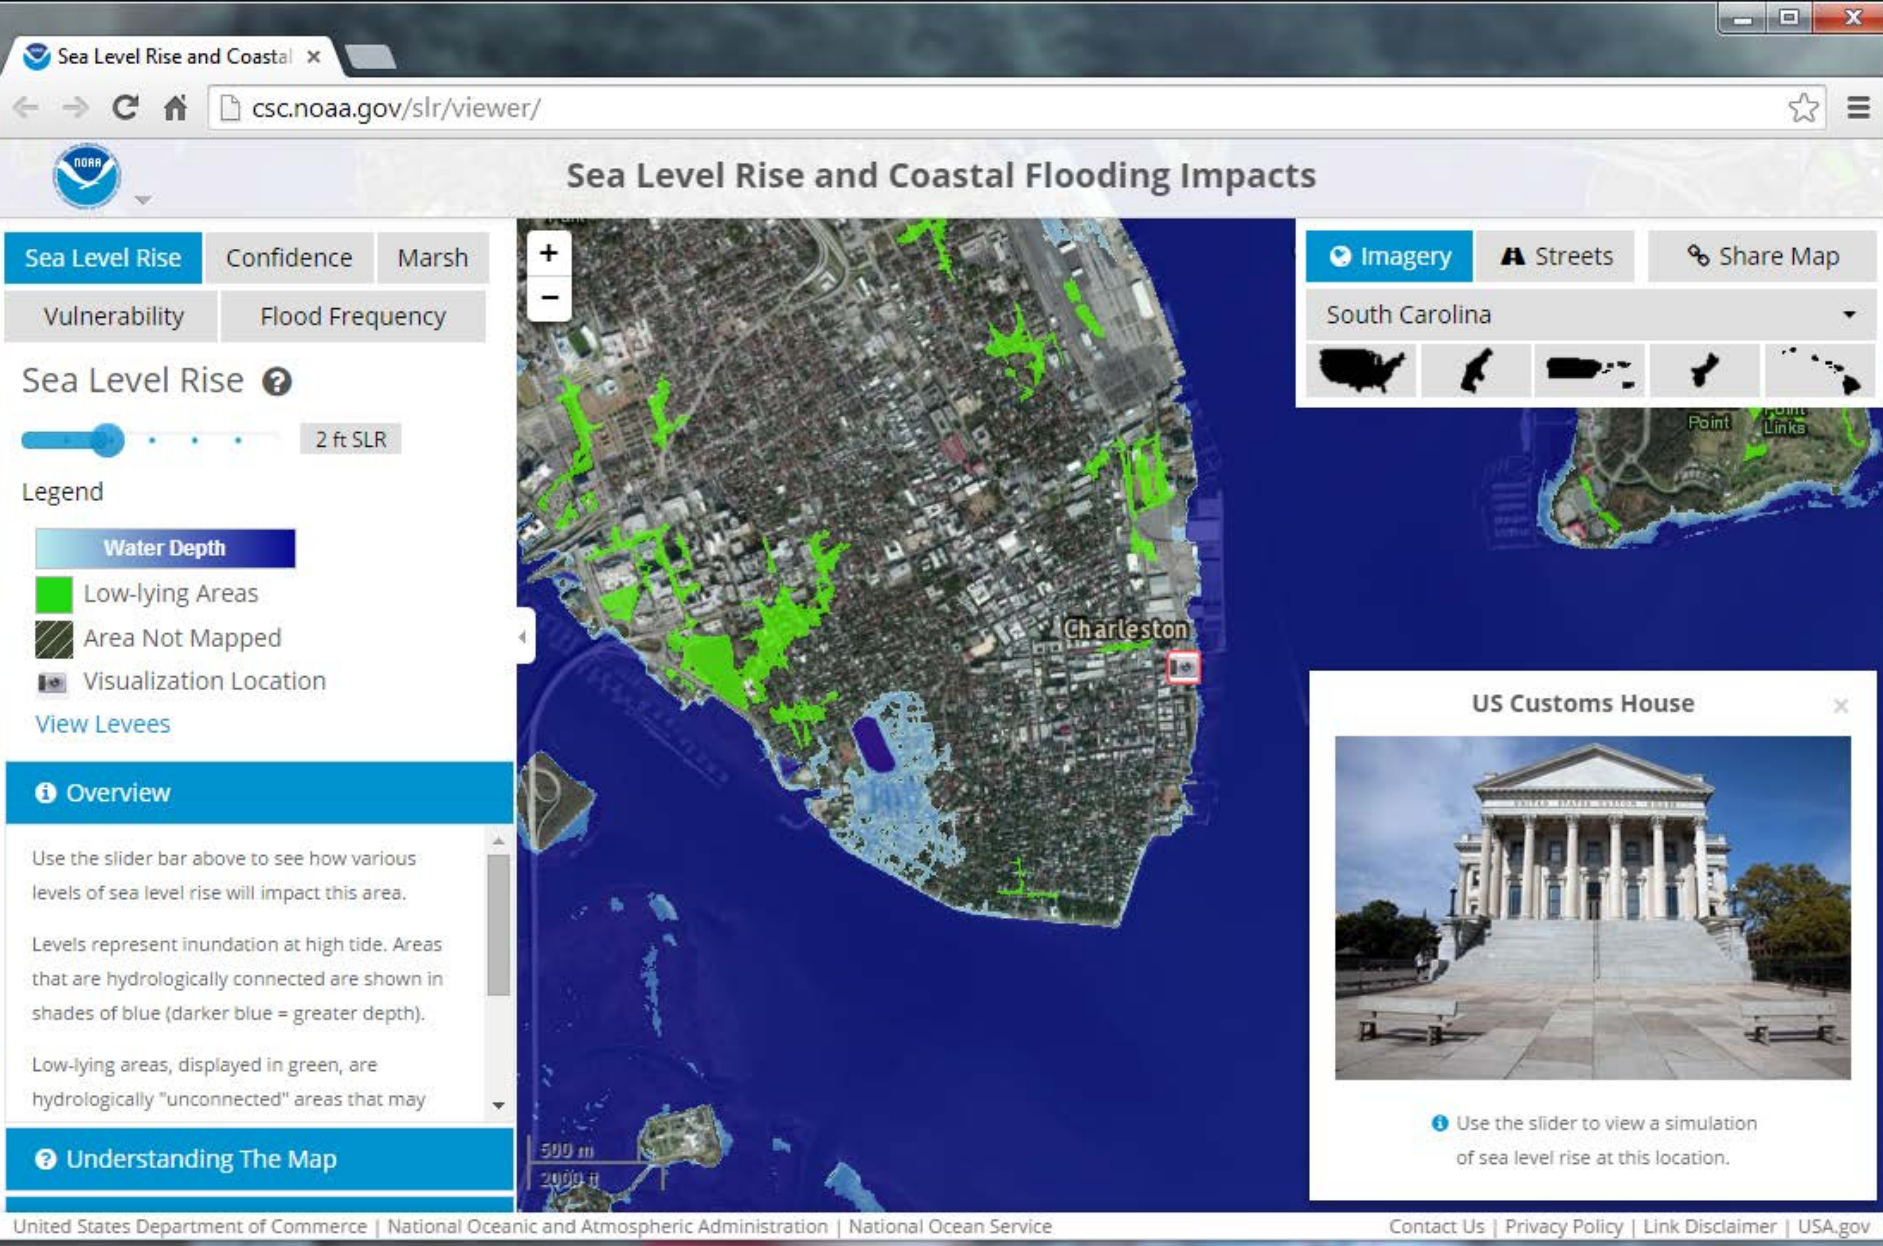 Sea Level Rise and Coastal
csc.noaa.gov/slr/viewer/
NOAA
Sea Level Rise and Coastal Flooding Impacts
Sea Level Rise
Confidence
Marsh
Vulnerability
Flood Frequency
Sea Level Rise
2 ft SLR
Legend
Water Depth
Low-lying Areas
Area Not Mapped
Visualization Location
View Levees
Overview
Use the slider bar above to see how various
levels of sea level rise will impact this area.
Levels represent inundation at high tide. Areas
that are hydrologically connected are shown in
shades of blue (darker blue = greater depth).
Low-lying areas, displayed in green, are
hydrologically "unconnected" areas that may
Understanding The Map
+
−
Charleston
500 m
2000 ft
Imagery
Streets
Share Map
South Carolina
Point
Point
Links
US Customs House
UNITED STATES CUSTOM HOUSE
Use the slider to view a simulation
of sea level rise at this location.
United States Department of Commerce | National Oceanic and Atmospheric Administration | National Ocean Service
Contact Us | Privacy Policy | Link Disclaimer | USA.gov